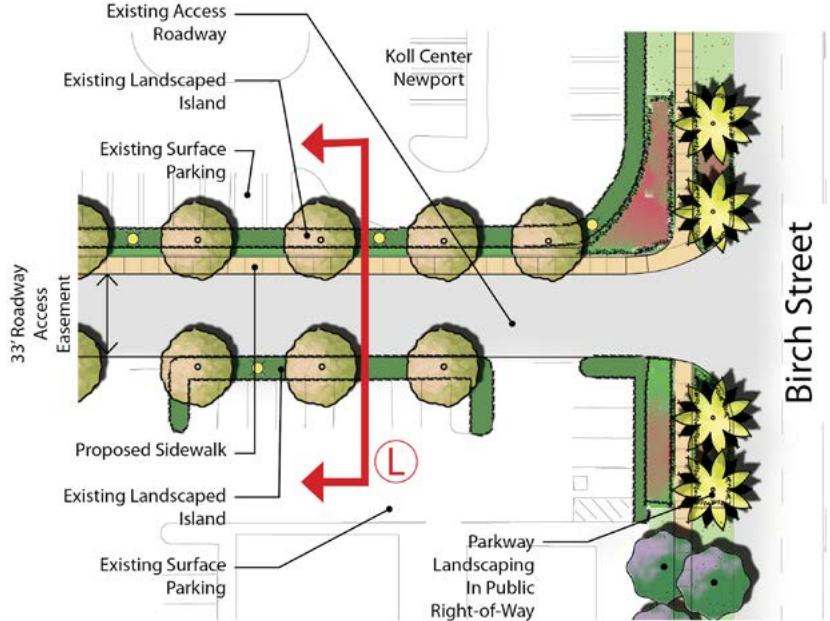 Existing Access
Roadway
Koll Center
Newport
Existing Landscaped
Island
Existing Surface
Parking
33' Roadway
Access
Easement
Birch Street
Proposed Sidewalk
L
Existing Landscaped
Island
Existing Surface
Parking
Parkway
Landscaping
In Public
Right-of-Way